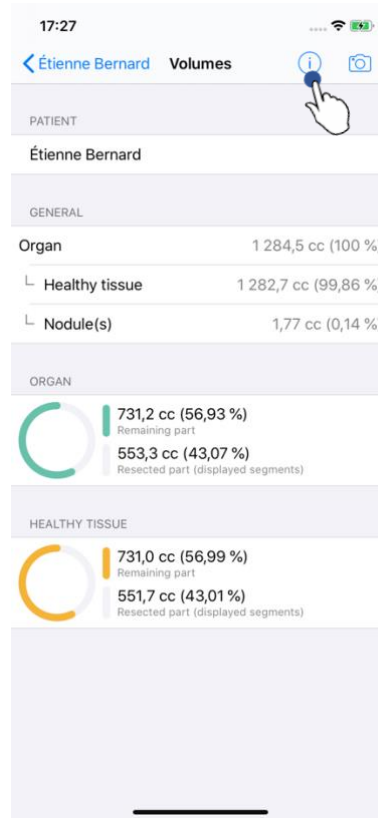 17:27
Étienne Bernard Volumes
PATIENT
Étienne Bernard
GENERAL
Organ 1 284,5 cc (100 %
Healthy tissue 1 282,7 cc (99,86 %
Nodule(s) 1,77 cc (0,14 %
ORGAN
731,2 cc (56,93 %)
Remaining part
553,3 cc (43,07 %)
Resected part (displayed segments)
HEALTHY TISSUE
731,0 cc (56,99 %)
Remaining part
551,7 cc (43,01 %)
Resected part (displayed segments)